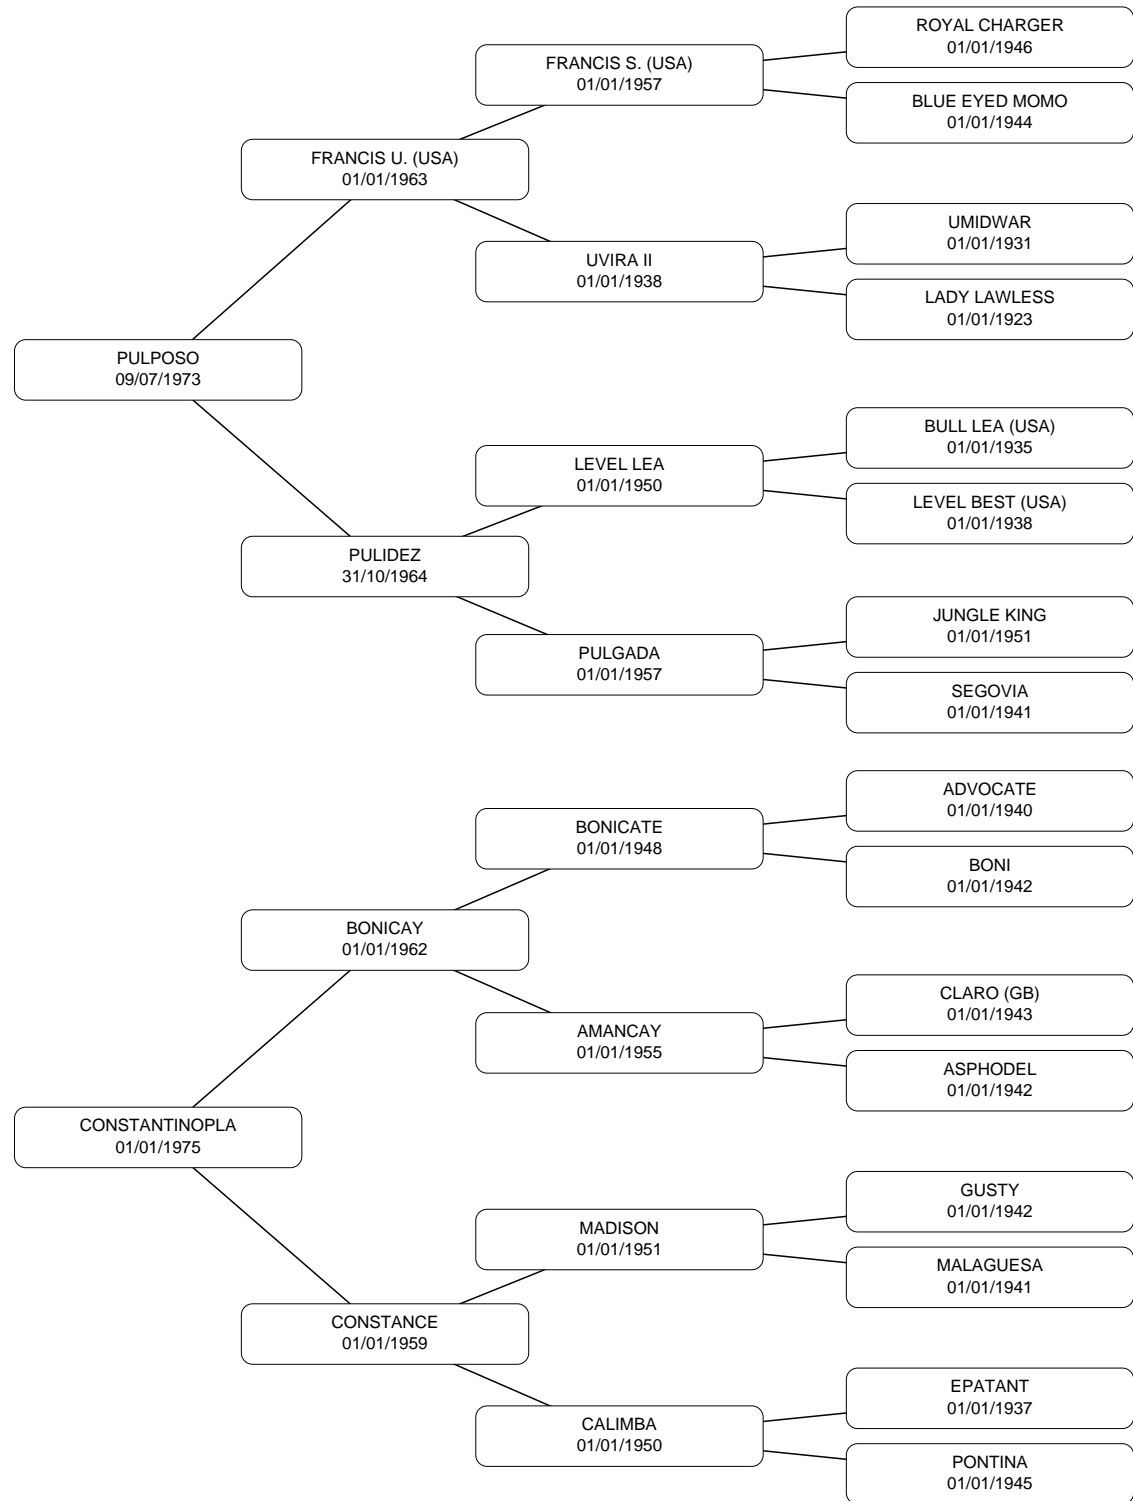 ROYAL CHARGER
01/01/1946
FRANCIS S. (USA)
01/01/1957
BLUE EYED MOMO
01/01/1944
FRANCIS U. (USA)
01/01/1963
UMIDWAR
01/01/1931
UVIRA II
01/01/1938
LADY LAWLESS
01/01/1923
PULPOSO
09/07/1973
BULL LEA (USA)
01/01/1935
LEVEL LEA
01/01/1950
LEVEL BEST (USA)
01/01/1938
PULIDEZ
31/10/1964
JUNGLE KING
01/01/1951
PULGADA
01/01/1957
SEGOVIA
01/01/1941
ADVOCATE
01/01/1940
BONICATE
01/01/1948
BONI
01/01/1942
BONICAY
01/01/1962
CLARO (GB)
01/01/1943
AMANCAY
01/01/1955
ASPHODEL
01/01/1942
CONSTANTINOPLA
01/01/1975
GUSTY
01/01/1942
MADISON
01/01/1951
MALAGUESA
01/01/1941
CONSTANCE
01/01/1959
EPATANT
01/01/1937
CALIMBA
01/01/1950
PONTINA
01/01/1945